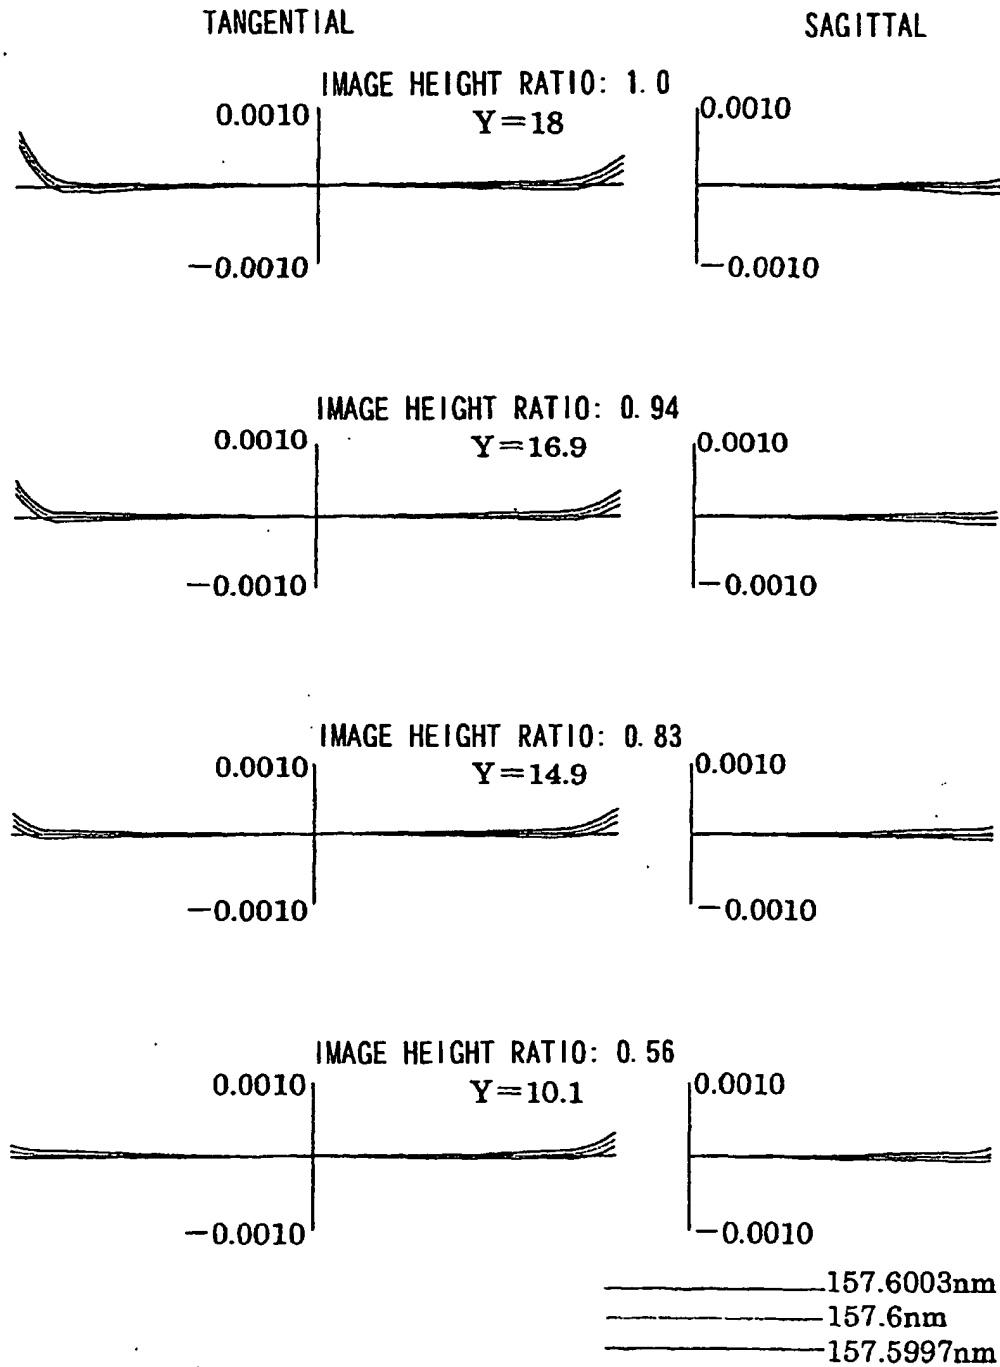 TANGENTIAL SAGITTAL
IMAGE HEIGHT RATIO: 1.0
0.0010 Y=18 0.0010
−0.0010 −0.0010
IMAGE HEIGHT RATIO: 0.94
0.0010 Y=16.9 0.0010
−0.0010 −0.0010
IMAGE HEIGHT RATIO: 0.83
0.0010 Y=14.9 0.0010
−0.0010 −0.0010
IMAGE HEIGHT RATIO: 0.56
0.0010 Y=10.1 0.0010
−0.0010 −0.0010
157.6003nm
157.6nm
157.5997nm